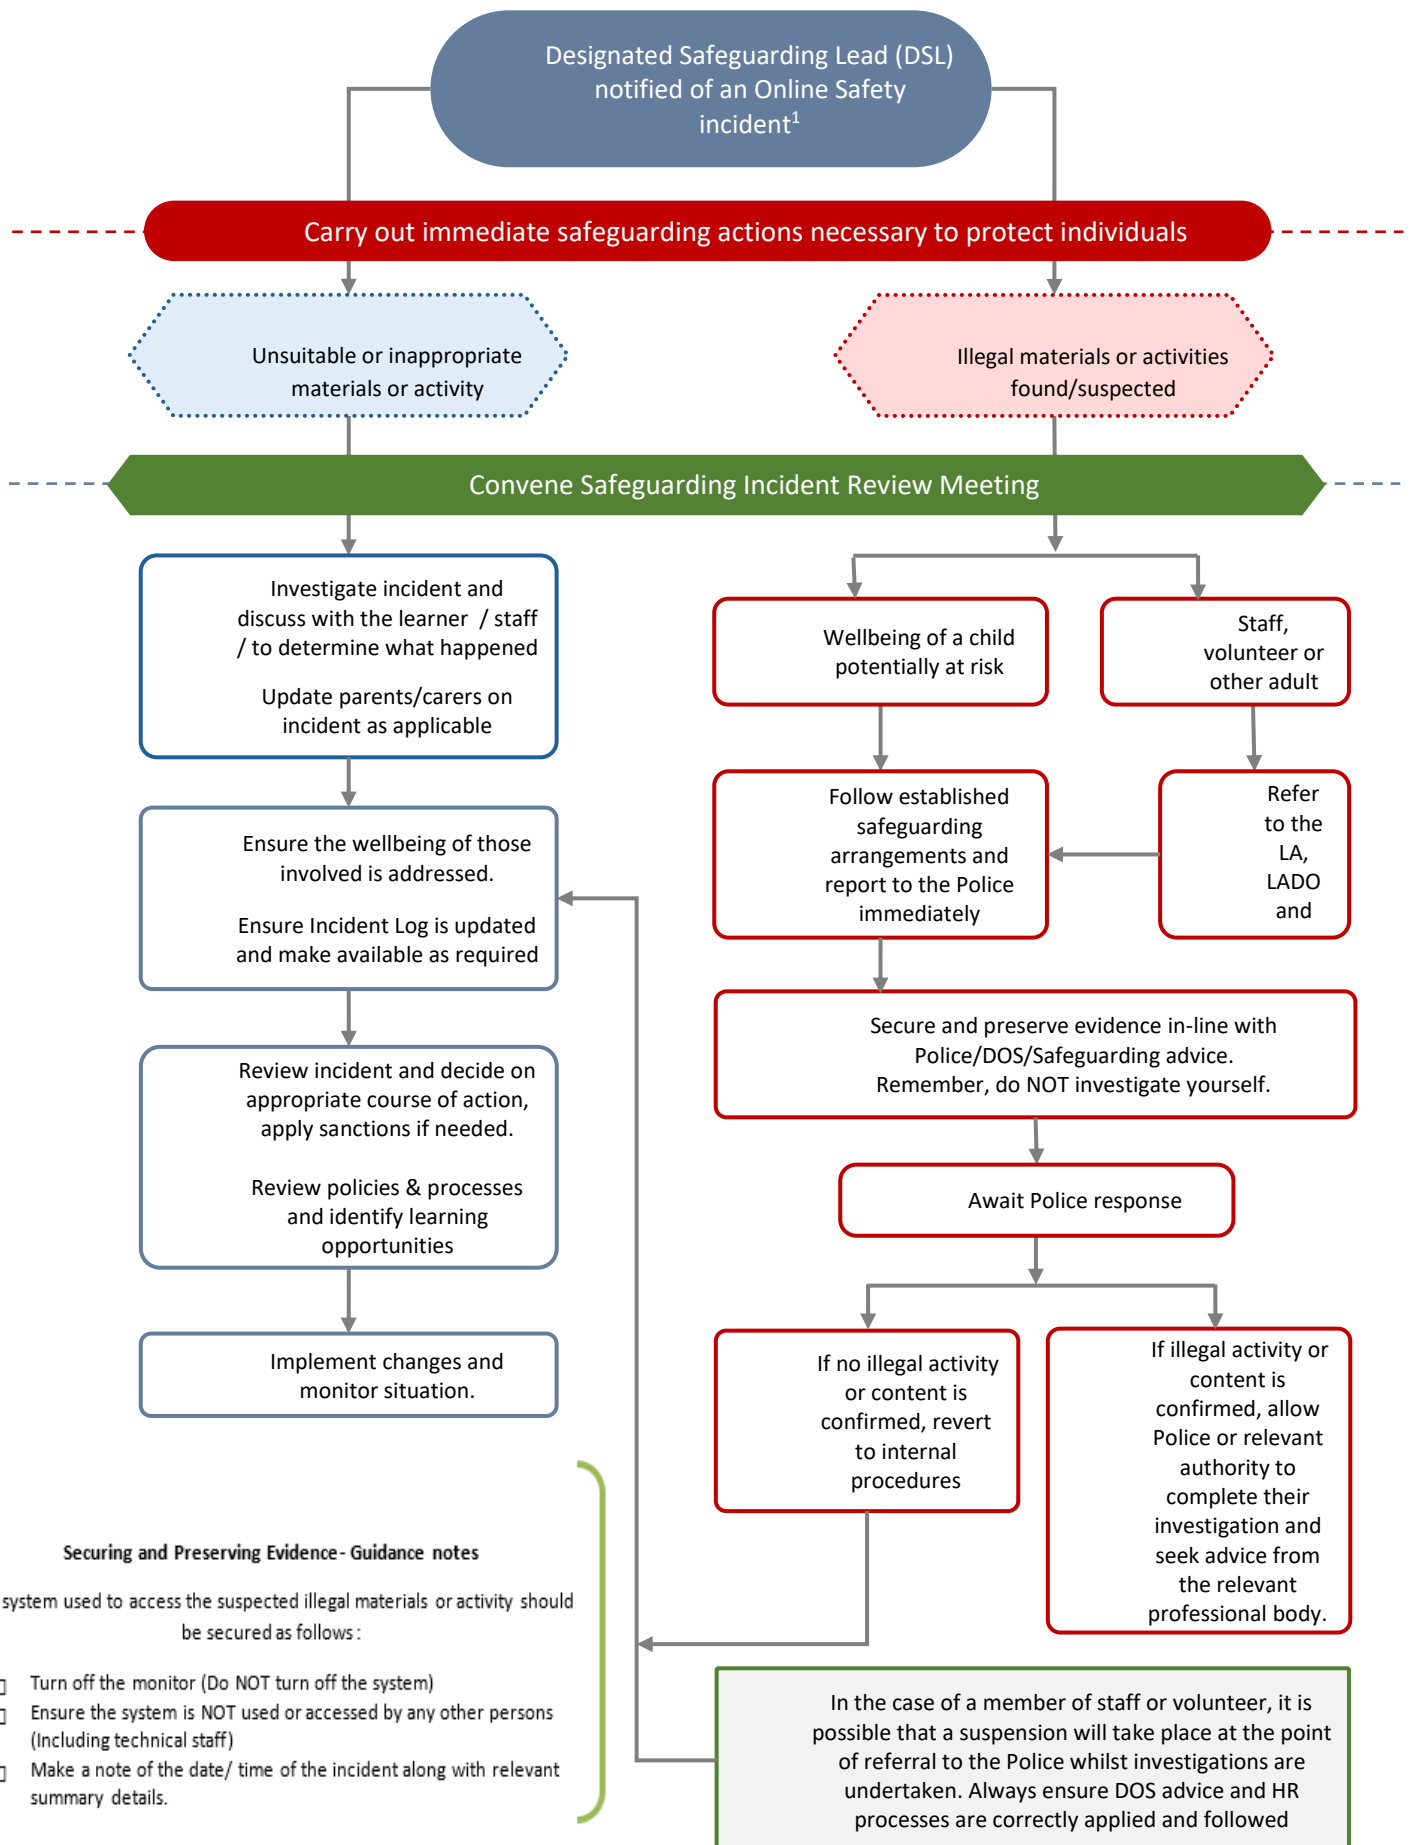 Designated Safeguarding Lead (DSL)
notified of an Online Safety
incident1
Carry out immediate safeguarding actions necessary to protect individuals
Unsuitable or inappropriate
materials or activity
Illegal materials or activities
found/suspected
Convene Safeguarding Incident Review Meeting
Investigate incident and
discuss with the learner / staff
/ to determine what happened
Update parents/carers on
incident as applicable
Ensure the wellbeing of those
involved is addressed.
Ensure Incident Log is updated
and make available as required
Review incident and decide on
appropriate course of action,
apply sanctions if needed.
Review policies & processes
and identify learning
opportunities
Implement changes and
monitor situation.
Wellbeing of a child
potentially at risk
Staff,
volunteer or
other adult
Follow established
safeguarding
arrangements and
report to the Police
immediately
Refer
to the
LA,
LADO
and
Secure and preserve evidence in-line with
Police/DOS/Safeguarding advice.
Remember, do NOT investigate yourself.
Await Police response
If no illegal activity
or content is
confirmed, revert
to internal
procedures
If illegal activity or
content is
confirmed, allow
Police or relevant
authority to
complete their
investigation and
seek advice from
the relevant
professional body.
Securing and Preserving Evidence- Guidance notes
system used to access the suspected illegal materials or activity should
be secured as follows:
Turn off the monitor (Do NOT turn off the system)
Ensure the system is NOT used or accessed by any other persons
(Including technical staff)
Make a note of the date/ time of the incident along with relevant
summary details.
In the case of a member of staff or volunteer, it is
possible that a suspension will take place at the point
of referral to the Police whilst investigations are
undertaken. Always ensure DOS advice and HR
processes are correctly applied and followed